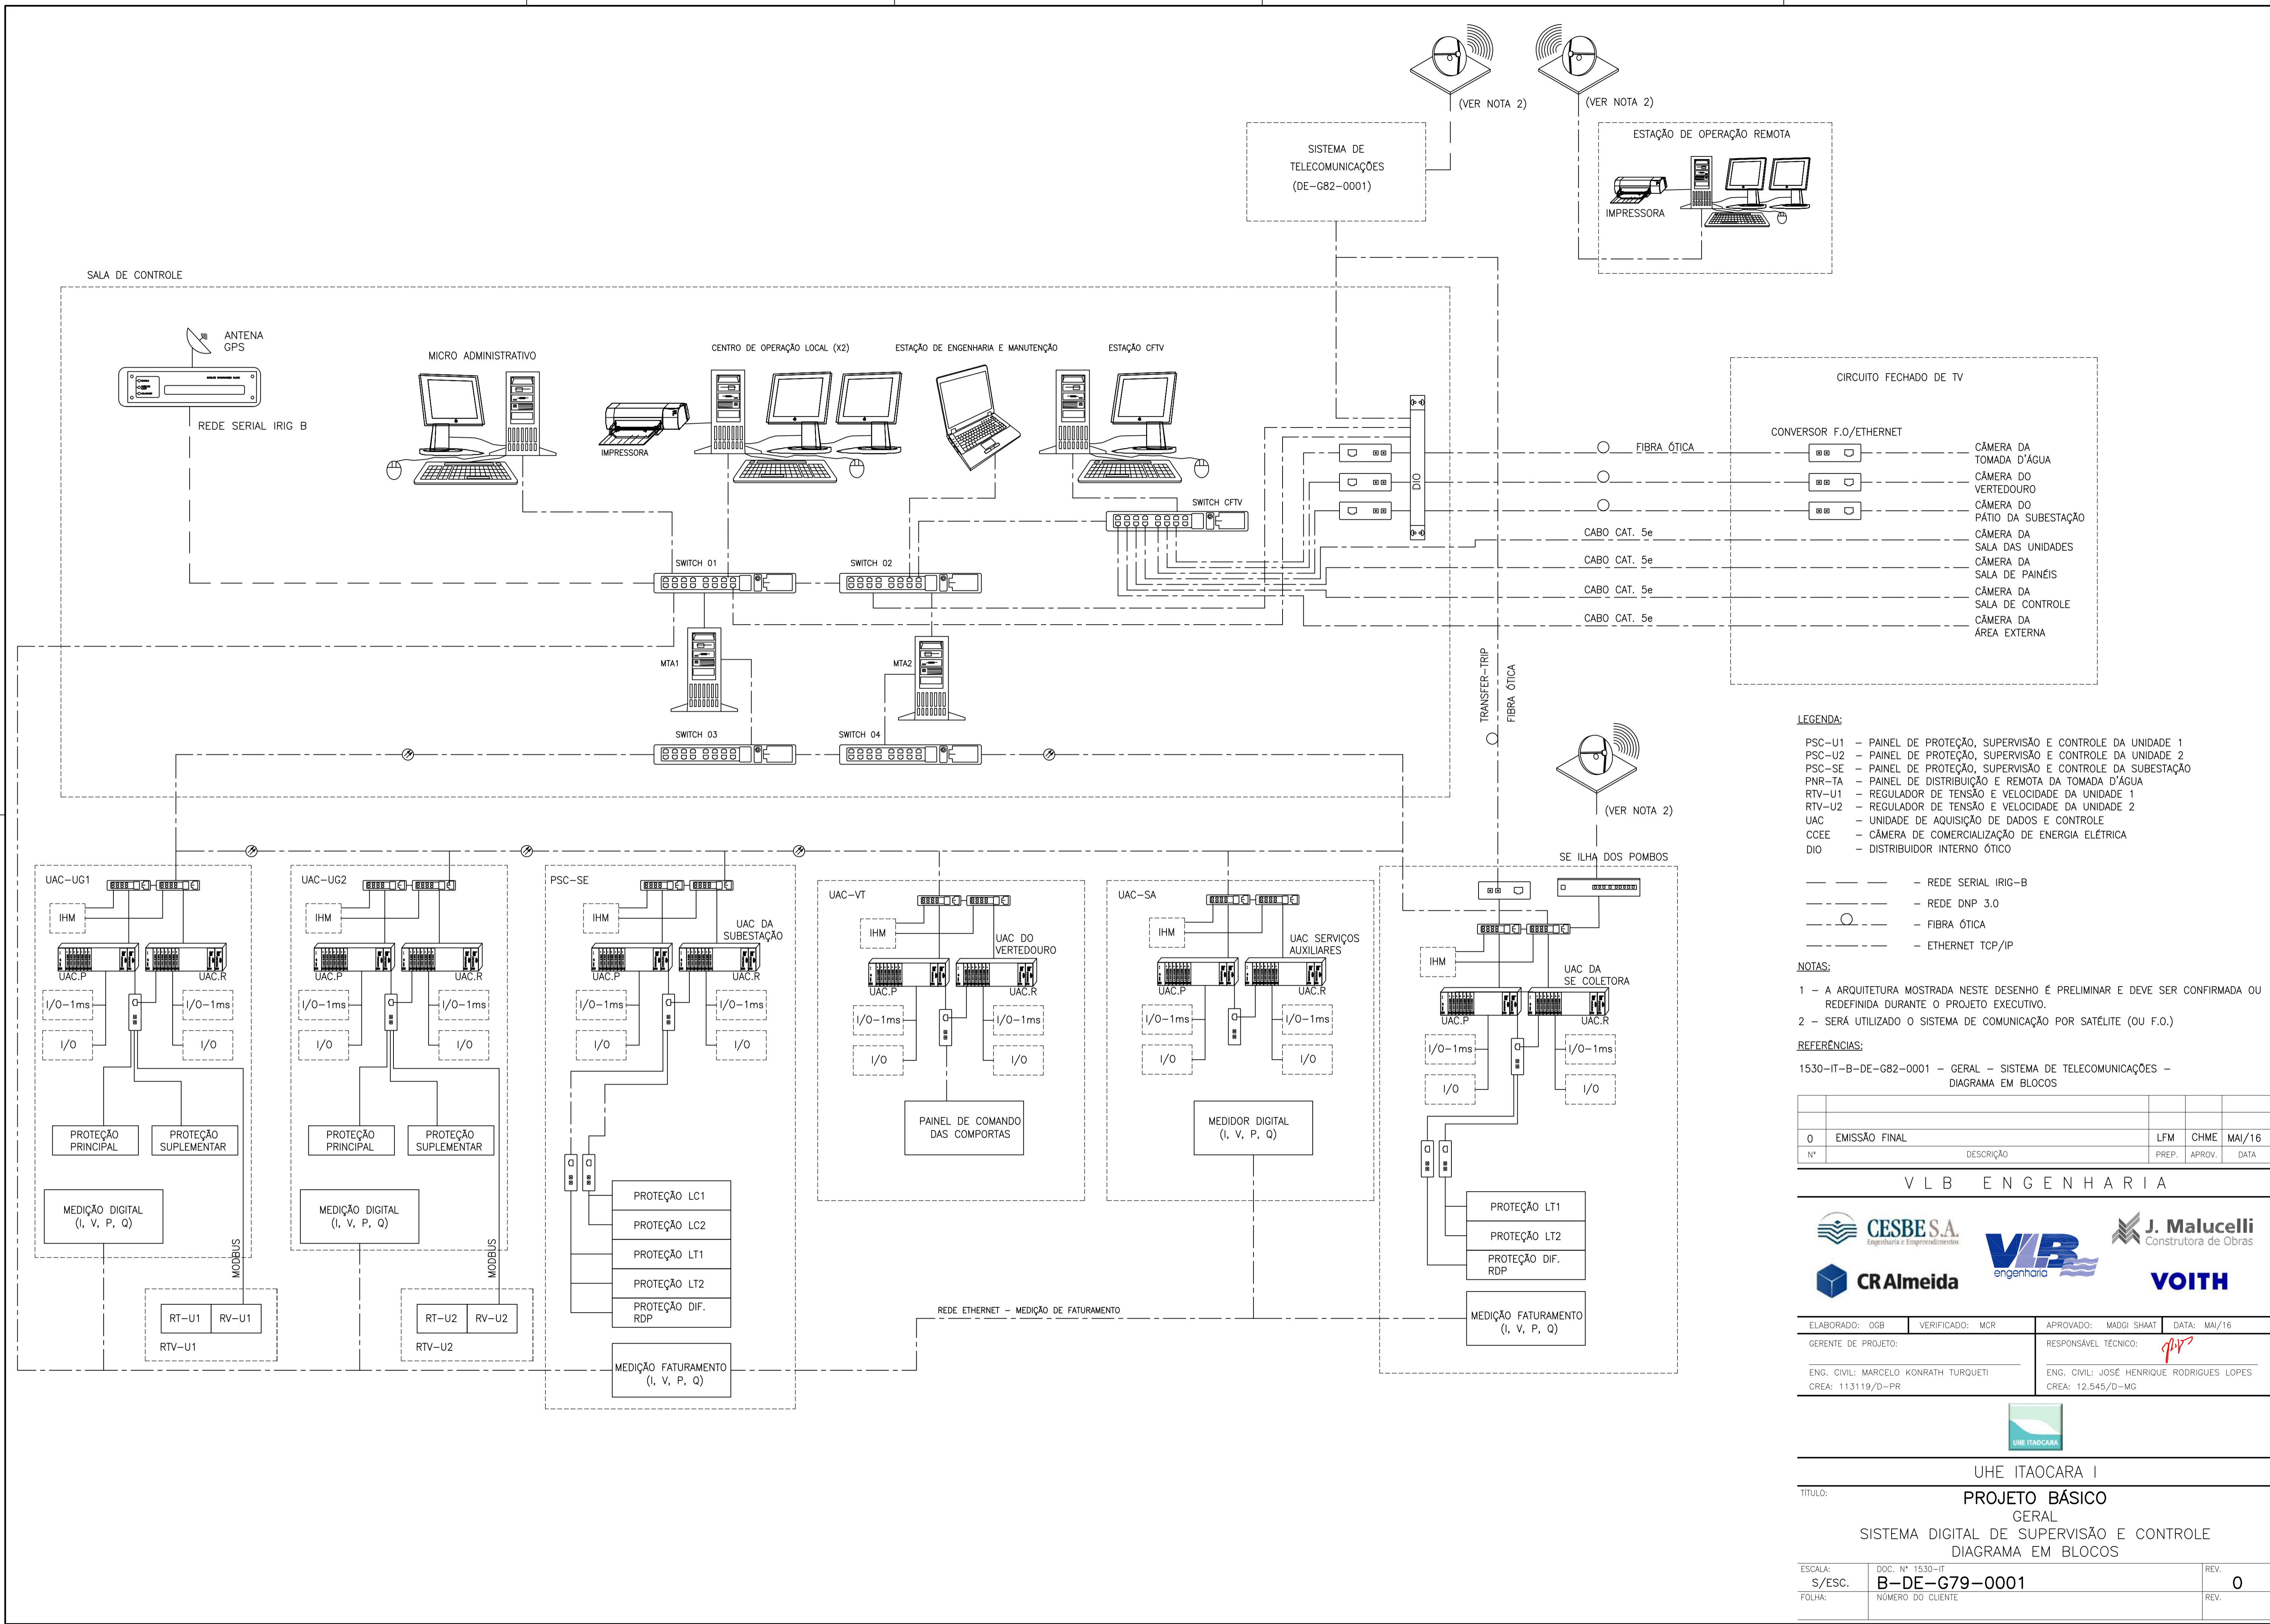 (VER NOTA 2)
(VER NOTA 2)
SISTEMA DE
TELECOMUNICAÇÕES
(DE-G82-0001)
ESTAÇÃO DE OPERAÇÃO REMOTA
IMPRESSORA
SALA DE CONTROLE
ANTENA
GPS
REDE SERIAL IRIG B
MICRO ADMINISTRATIVO
CENTRO DE OPERAÇÃO LOCAL (X2)
IMPRESSORA
ESTAÇÃO DE ENGENHARIA E MANUTENÇÃO
ESTAÇÃO CFTV
SWITCH CFTV
SWITCH 01
SWITCH 02
MTA1
MTA2
SWITCH 03
SWITCH 04
DIO
CIRCUITO FECHADO DE TV
CONVERSOR F.O/ETHERNET
FIBRA ÓTICA
CÂMERA DA
TOMADA D'ÁGUA
CÂMERA DO
VERTEDOURO
CÂMERA DO
PÁTIO DA SUBESTAÇÃO
CABO CAT. 5e
CÂMERA DA
SALA DAS UNIDADES
CABO CAT. 5e
CÂMERA DA
SALA DE PAINÉIS
CABO CAT. 5e
CÂMERA DA
SALA DE CONTROLE
CABO CAT. 5e
CÂMERA DA
ÁREA EXTERNA
TRANSFER-TRIP
FIBRA ÓTICA
(VER NOTA 2)
UAC-UG1
IHM
UAC.P
UAC.R
I/O-1ms
I/O-1ms
I/O
I/O
PROTEÇÃO
PRINCIPAL
PROTEÇÃO
SUPLEMENTAR
MEDIÇÃO DIGITAL
(I, V, P, Q)
MODBUS
RT-U1
RV-U1
RTV-U1
UAC-UG2
IHM
UAC.P
UAC.R
I/O-1ms
I/O-1ms
I/O
I/O
PROTEÇÃO
PRINCIPAL
PROTEÇÃO
SUPLEMENTAR
MEDIÇÃO DIGITAL
(I, V, P, Q)
MODBUS
RT-U2
RV-U2
RTV-U2
PSC-SE
IHM
UAC DA
SUBESTAÇÃO
UAC.P
UAC.R
I/O-1ms
I/O-1ms
I/O
I/O
PROTEÇÃO LC1
PROTEÇÃO LC2
PROTEÇÃO LT1
PROTEÇÃO LT2
PROTEÇÃO DIF.
RDP
MEDIÇÃO FATURAMENTO
(I, V, P, Q)
UAC-VT
IHM
UAC DO
VERTEDOURO
UAC.P
UAC.R
I/O-1ms
I/O-1ms
I/O
I/O
PAINEL DE COMANDO
DAS COMPORTAS
UAC-SA
IHM
UAC SERVIÇOS
AUXILIARES
UAC.P
UAC.R
I/O-1ms
I/O-1ms
I/O
I/O
MEDIDOR DIGITAL
(I, V, P, Q)
REDE ETHERNET - MEDIÇÃO DE FATURAMENTO
SE ILHA DOS POMBOS
IHM
UAC DA
SE COLETORA
UAC.P
UAC.R
I/O-1ms
I/O-1ms
I/O
I/O
PROTEÇÃO LT1
PROTEÇÃO LT2
PROTEÇÃO DIF.
RDP
MEDIÇÃO FATURAMENTO
(I, V, P, Q)
LEGENDA:
PSC-U1 - PAINEL DE PROTEÇÃO, SUPERVISÃO E CONTROLE DA UNIDADE 1
PSC-U2 - PAINEL DE PROTEÇÃO, SUPERVISÃO E CONTROLE DA UNIDADE 2
PSC-SE - PAINEL DE PROTEÇÃO, SUPERVISÃO E CONTROLE DA SUBESTAÇÃO
PNR-TA - PAINEL DE DISTRIBUIÇÃO E REMOTA DA TOMADA D'ÁGUA
RTV-U1 - REGULADOR DE TENSÃO E VELOCIDADE DA UNIDADE 1
RTV-U2 - REGULADOR DE TENSÃO E VELOCIDADE DA UNIDADE 2
UAC - UNIDADE DE AQUISIÇÃO DE DADOS E CONTROLE
CCEE - CÂMERA DE COMERCIALIZAÇÃO DE ENERGIA ELÉTRICA
DIO - DISTRIBUIDOR INTERNO ÓTICO
- REDE SERIAL IRIG-B
- REDE DNP 3.0
- FIBRA ÓTICA
- ETHERNET TCP/IP
NOTAS:
1 - A ARQUITETURA MOSTRADA NESTE DESENHO É PRELIMINAR E DEVE SER CONFIRMADA OU
REDEFINIDA DURANTE O PROJETO EXECUTIVO.
2 - SERÁ UTILIZADO O SISTEMA DE COMUNICAÇÃO POR SATÉLITE (OU F.O.)
REFERÊNCIAS:
1530-IT-B-DE-G82-0001 - GERAL - SISTEMA DE TELECOMUNICAÇÕES -
DIAGRAMA EM BLOCOS
0 EMISSÃO FINAL LFM CHME MAI/16
N° DESCRIÇÃO PREP. APROV. DATA
VLB ENGENHARIA
CESBE S.A.
Engenharia e Empreendimentos
VLB
engenharia
J. Malucelli
Construtora de Obras
CR Almeida
VOITH
ELABORADO: OGB VERIFICADO: MCR APROVADO: MADGI SHAAT DATA: MAI/16
GERENTE DE PROJETO:
RESPONSÁVEL TÉCNICO:
ENG. CIVIL: MARCELO KONRATH TURQUETI
CREA: 113119/D-PR
ENG. CIVIL: JOSÉ HENRIQUE RODRIGUES LOPES
CREA: 12.545/D-MG
UHE ITAOCARA
UHE ITAOCARA I
TÍTULO:
PROJETO BÁSICO
GERAL
SISTEMA DIGITAL DE SUPERVISÃO E CONTROLE
DIAGRAMA EM BLOCOS
ESCALA:
S/ESC.
DOC. N° 1530-IT
B-DE-G79-0001
REV.
0
FOLHA:
NÚMERO DO CLIENTE
REV.